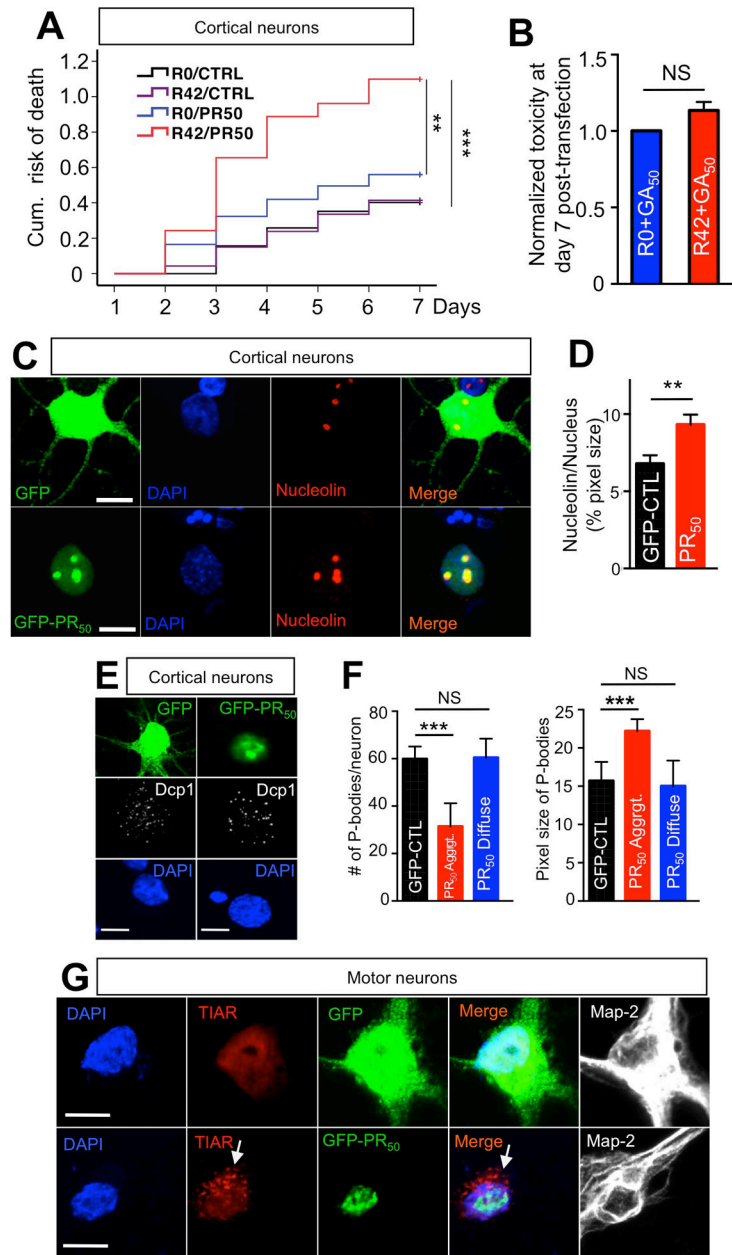 A
Cortical neurons
Cum. risk of death
1.2
1.0
0.8
0.6
0.4
0.2
0
R0/CTRL
R42/CTRL
R0/PR50
R42/PR50
**
***
1 2 3 4 5 6 7 Days
B
Normalized toxicity at
day 7 post-transfection
1.5
1.0
0.5
0
NS
R0+GA₅₀
R42+GA₅₀
C
Cortical neurons
GFP
DAPI
Nucleolin
Merge
GFP-PR₅₀
DAPI
Nucleolin
Merge
D
Nucleolin/Nucleus
(% pixel size)
10
5
0
**
GFP-CTL
PR₅₀
E
Cortical neurons
GFP
GFP-PR₅₀
Dcp1
Dcp1
DAPI
DAPI
F
# of P-bodies/neuron
80
60
40
20
0
NS
***
GFP-CTL
PR₅₀ Aggrgt.
PR₅₀ Diffuse
Pixel size of P-bodies
25
20
15
10
5
0
NS
***
GFP-CTL
PR₅₀ Aggrgt.
PR₅₀ Diffuse
G
Motor neurons
DAPI
TIAR
GFP
Merge
Map-2
DAPI
TIAR
GFP-PR₅₀
Merge
Map-2